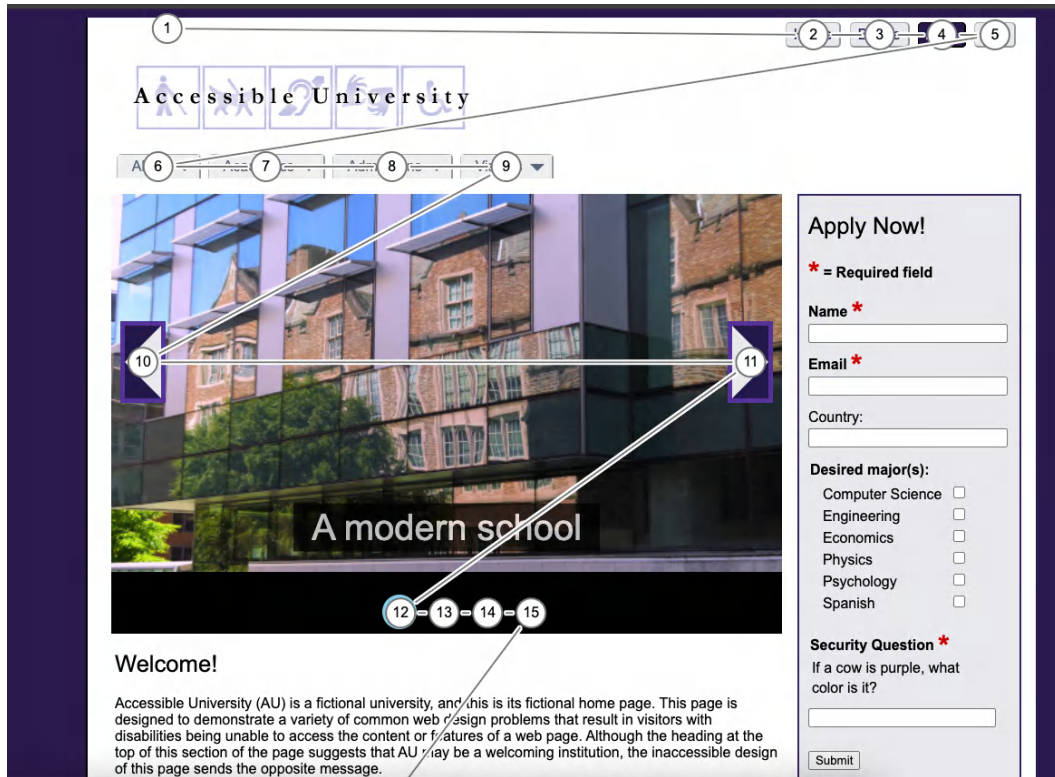 1
2
3
4
5
Accessible University
6
7
8
9
10
11
A modern school
12
13
14
15
Welcome!
Accessible University (AU) is a fictional university, and this is its fictional home page. This page is
designed to demonstrate a variety of common web design problems that result in visitors with
disabilities being unable to access the content or features of a web page. Although the heading at the
top of this section of the page suggests that AU may be a welcoming institution, the inaccessible design
of this page sends the opposite message.
Apply Now!
* = Required field
Name *
Email *
Country:
Desired major(s):
Computer Science
Engineering
Economics
Physics
Psychology
Spanish
Security Question *
If a cow is purple, what
color is it?
Submit